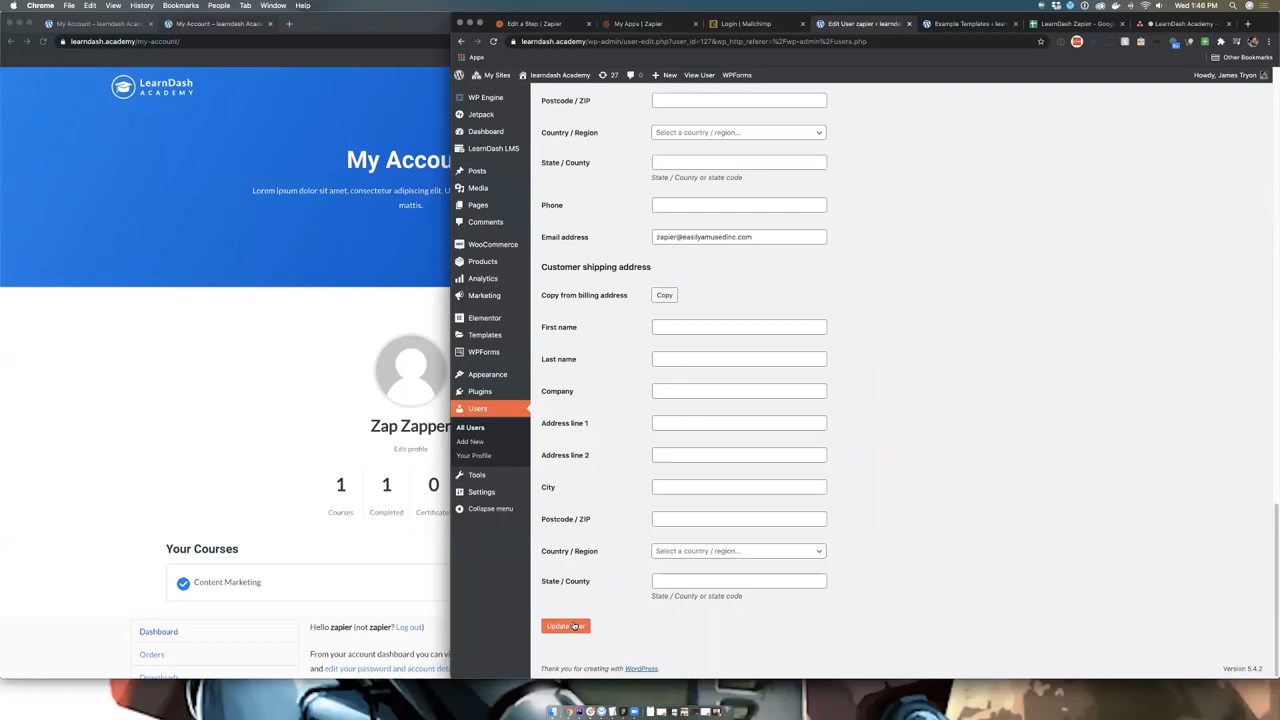 Chrome File Edit View History Bookmarks People Tab Window Help
Wed 1:46 PM
My Account – learndash Acade
My Account – learndash.acade
learndash.academy/my-account/
LearnDash
ACADEMY
My Accou
Lorem ipsum dolor sit amet, consectetur adipiscing elit. U
mattis.
Zap Zapper
Edit profile
1 1 0
Courses Completed Certificate
Your Courses
Content Marketing
Dashboard
Orders
Downloads
Hello zapier (not zapier? Log out)
From your account dashboard you can vi
and edit your password and account deta
Edit a Step | Zapier
My Apps | Zapier
Login | Mailchimp
Edit User zapier ‹ learndas
Example Templates ‹ lear
LearnDash Zapier - Goog
LearnDash Academy -
learndash.academy/wp-admin/user-edit.php?user_id=127&wp_http_referer=%2Fwp-admin%2Fusers.php
Apps
Other Bookmarks
My Sites learndash Academy 27 0 New View User WPForms
Howdy, James Tryon
WP Engine
Jetpack
Dashboard
LearnDash LMS
Posts
Media
Pages
Comments
WooCommerce
Products
Analytics
Marketing
Elementor
Templates
WPForms
Appearance
Plugins
Users
All Users
Add New
Your Profile
Tools
Settings
Collapse menu
Postcode / ZIP
Country / Region Select a country / region...
State / County
State / County or state code
Phone
Email address zapier@easilyamusedinc.com
Customer shipping address
Copy from billing address Copy
First name
Last name
Company
Address line 1
Address line 2
City
Postcode / ZIP
Country / Region Select a country / region...
State / County
State / County or state code
Update
Thank you for creating with WordPress.
Version 5.4.2